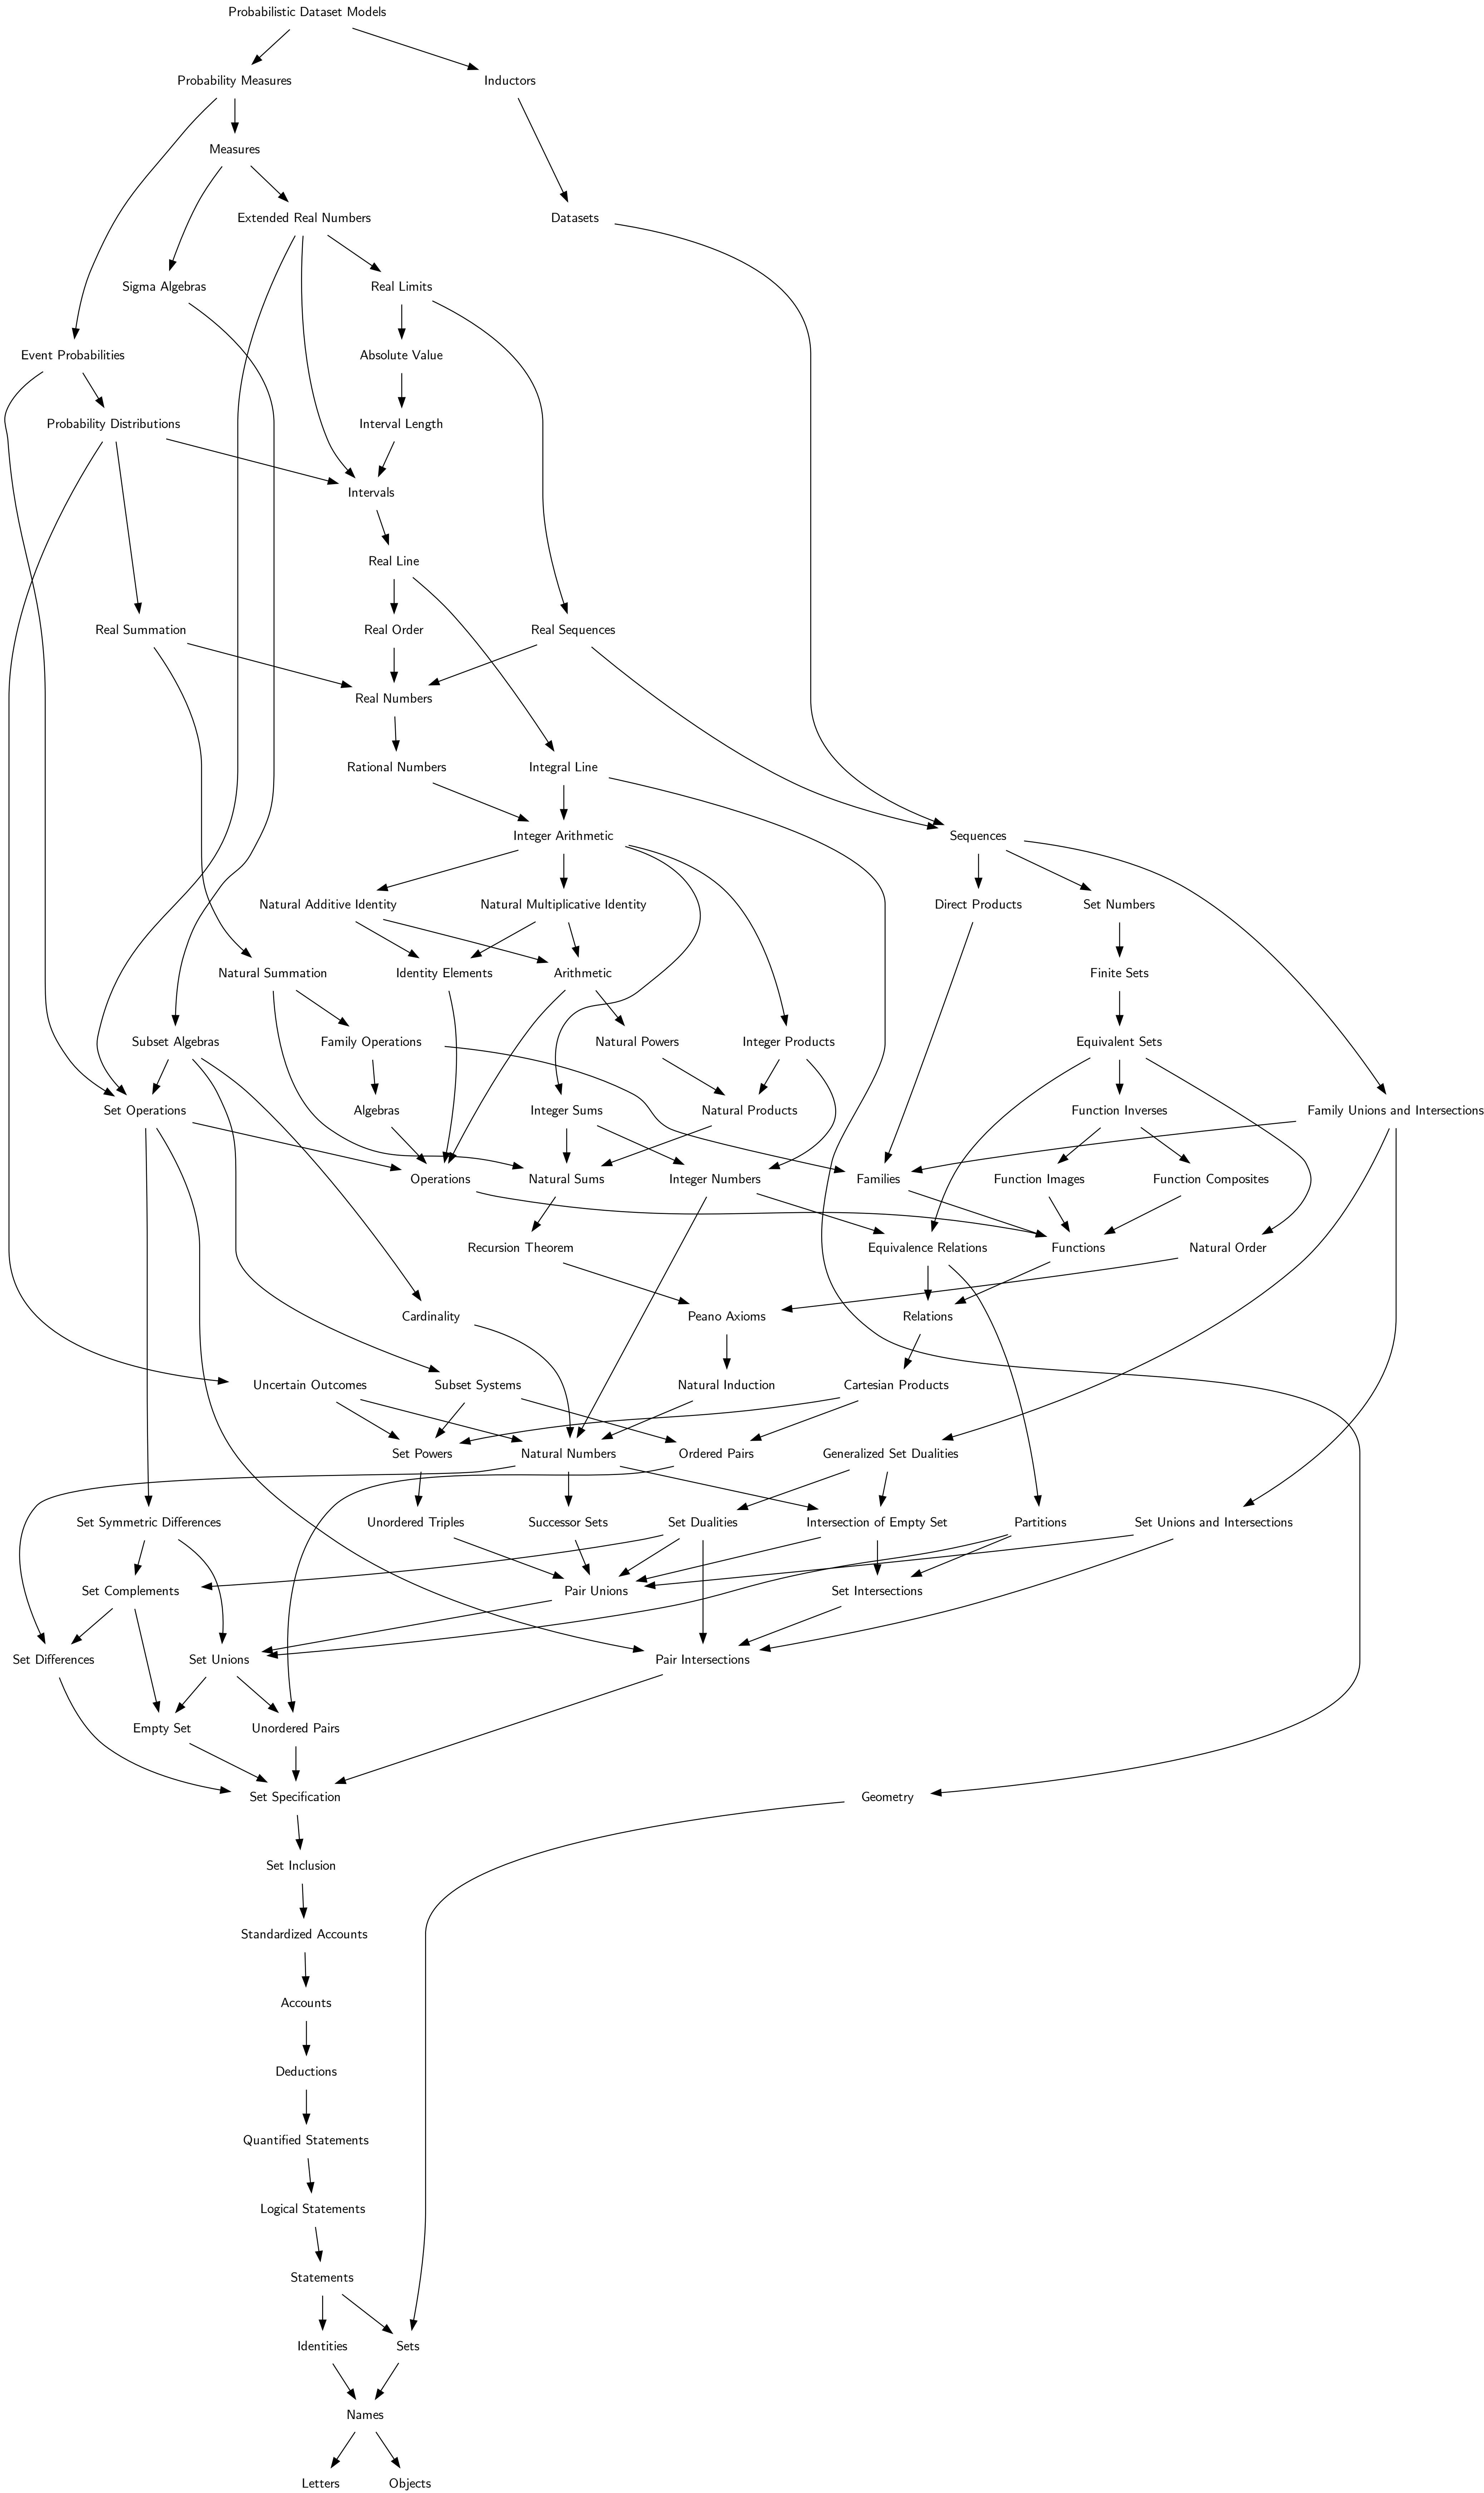 Probabilistic Dataset Models
Probability Measures
Inductors
Measures
Extended Real Numbers
Datasets
Sigma Algebras
Real Limits
Event Probabilities
Absolute Value
Probability Distributions
Interval Length
Intervals
Real Line
Real Summation
Real Order
Real Sequences
Real Numbers
Rational Numbers
Integral Line
Integer Arithmetic
Sequences
Natural Additive Identity
Natural Multiplicative Identity
Direct Products
Set Numbers
Natural Summation
Identity Elements
Arithmetic
Finite Sets
Subset Algebras
Family Operations
Natural Powers
Integer Products
Equivalent Sets
Set Operations
Algebras
Integer Sums
Natural Products
Function Inverses
Family Unions and Intersections
Operations
Natural Sums
Integer Numbers
Families
Function Images
Function Composites
Recursion Theorem
Equivalence Relations
Functions
Natural Order
Cardinality
Peano Axioms
Relations
Uncertain Outcomes
Subset Systems
Natural Induction
Cartesian Products
Set Powers
Natural Numbers
Ordered Pairs
Generalized Set Dualities
Set Symmetric Differences
Unordered Triples
Successor Sets
Set Dualities
Intersection of Empty Set
Partitions
Set Unions and Intersections
Set Complements
Pair Unions
Set Intersections
Set Differences
Set Unions
Pair Intersections
Empty Set
Unordered Pairs
Set Specification
Geometry
Set Inclusion
Standardized Accounts
Accounts
Deductions
Quantified Statements
Logical Statements
Statements
Identities
Sets
Names
Letters
Objects